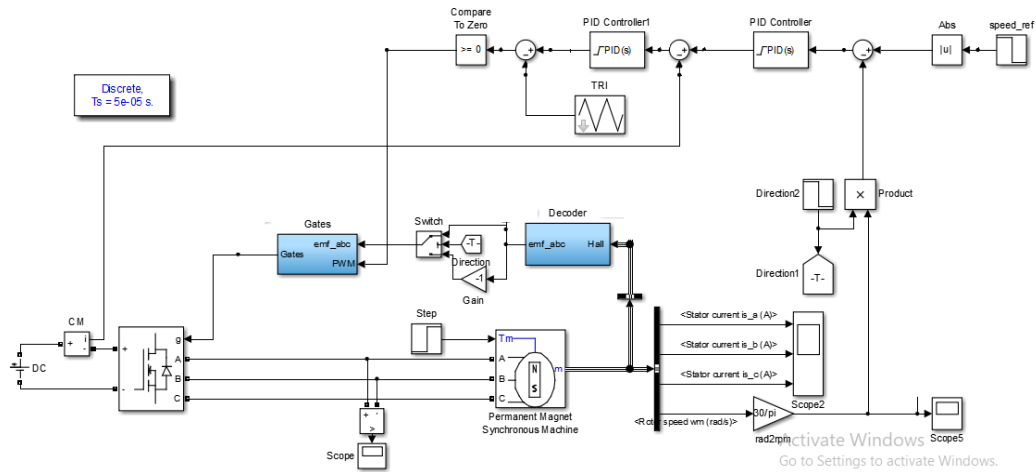 Compare
To Zero
PID Controller1
PID Controller
Abs
speed_ref
>= 0
PID(s)
PID(s)
|u|
Discrete,
Ts = 5e-05 s.
TRI
Direction2
Product
×
Gates
Switch
Decoder
emf_abc
Gates
PWM
-T-
Direction
emf_abc
Hall
-1
Gain
Direction1
-T-
CM
+
i
-
Step
<Stator current is_a (A)>
<Stator current is_b (A)>
<Stator current is_c (A)>
Scope2
DC
+
-
g
A
B
C
Tm
A
B
C
N
S
m
Permanent Magnet
Synchronous Machine
+ -
v
Scope
<Rotor speed wm (rad/s)>
30/pi
rad2rpm
Scope5
Activate Windows
Go to Settings to activate Windows.